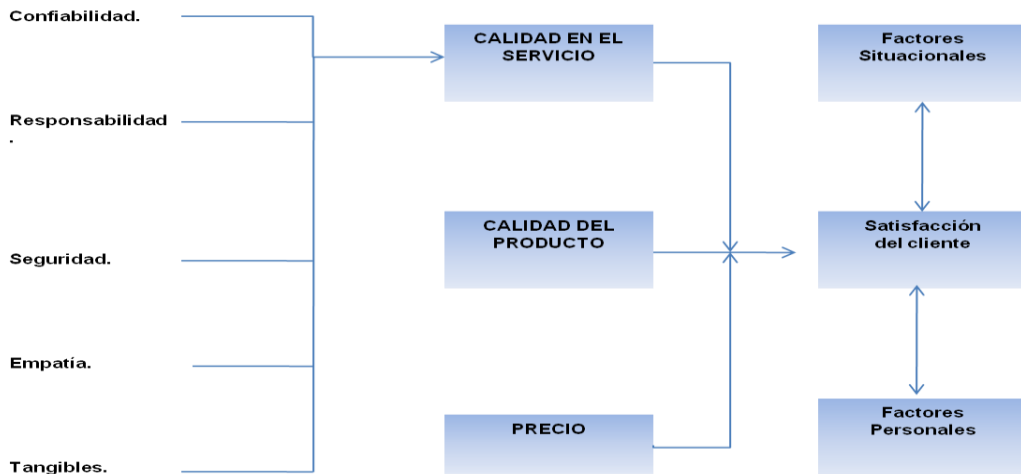 Confiabilidad.
Responsabilidad
.
Seguridad.
Empatía.
Tangibles.
CALIDAD EN EL
SERVICIO
CALIDAD DEL
PRODUCTO
PRECIO
Factores
Situacionales
Satisfacción
del cliente
Factores
Personales